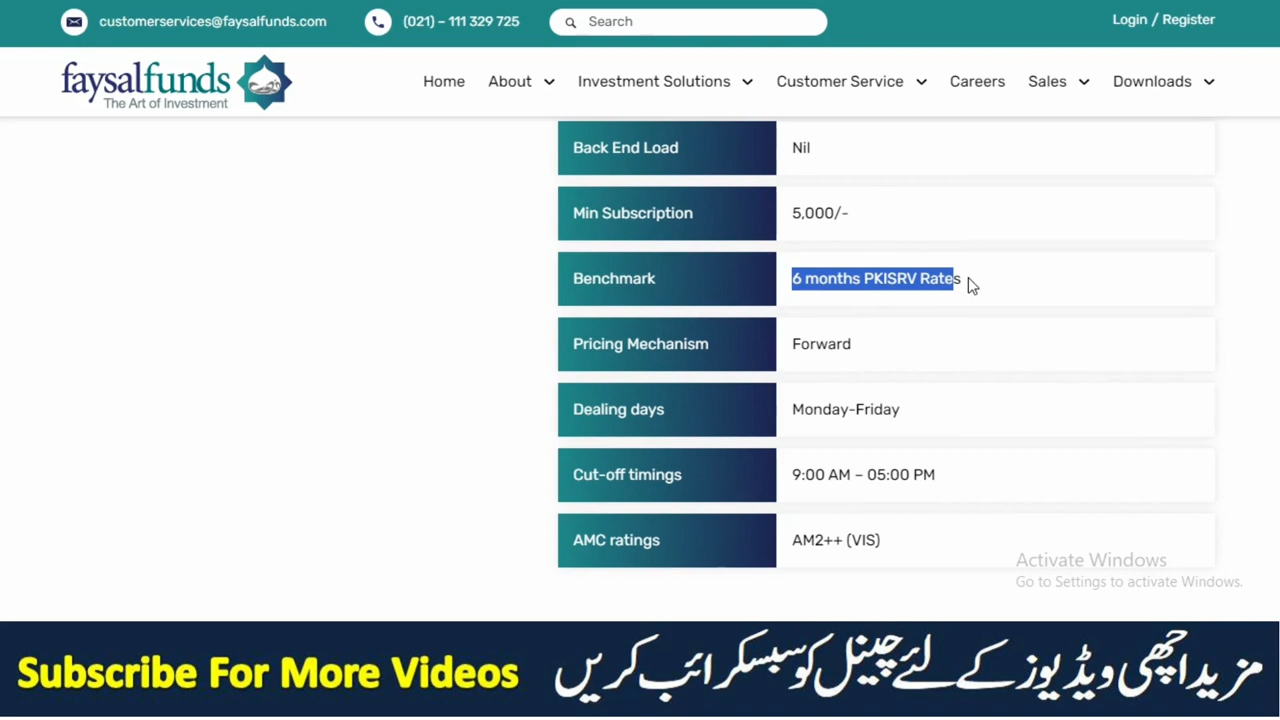 customerservices@faysalfunds.com (021) – 111 329 725 Search Login / Register
faysalfunds
The Art of Investment
Home About Investment Solutions Customer Service Careers Sales Downloads
Back End Load Nil
Min Subscription 5,000/-
Benchmark 6 months PKISRV Rates
Pricing Mechanism Forward
Dealing days Monday-Friday
Cut-off timings 9:00 AM – 05:00 PM
AMC ratings AM2++ (VIS)
Activate Windows
Go to Settings to activate Windows.
Subscribe For More Videos مزید اچھی ویڈیوز کے لئے چینل کو سبسکرائب کریں